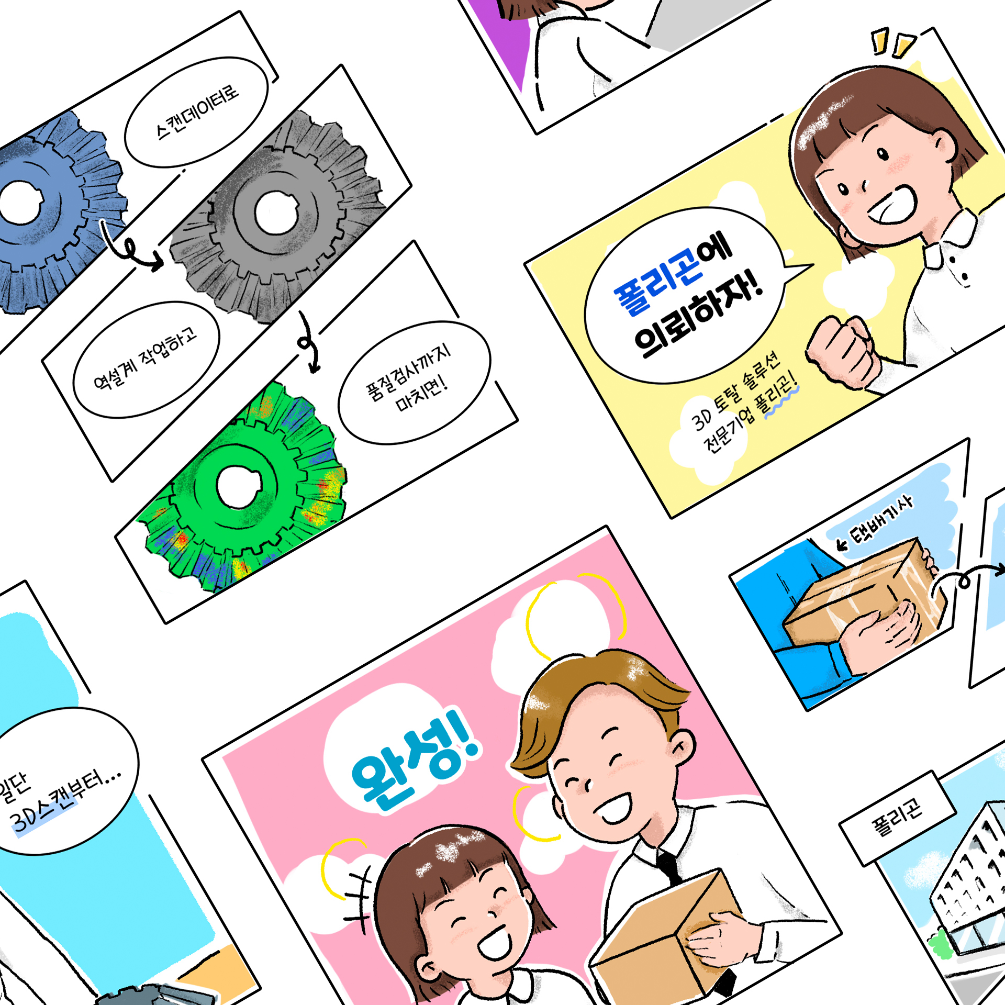 스캔데이터로
역설계 작업하고
품질검사까지
마치면!
폴리곤에
의뢰하자!
3D 토탈 솔루션
전문기업 폴리곤!
택배기사
일단
3D스캔부터...
완성!
폴리곤